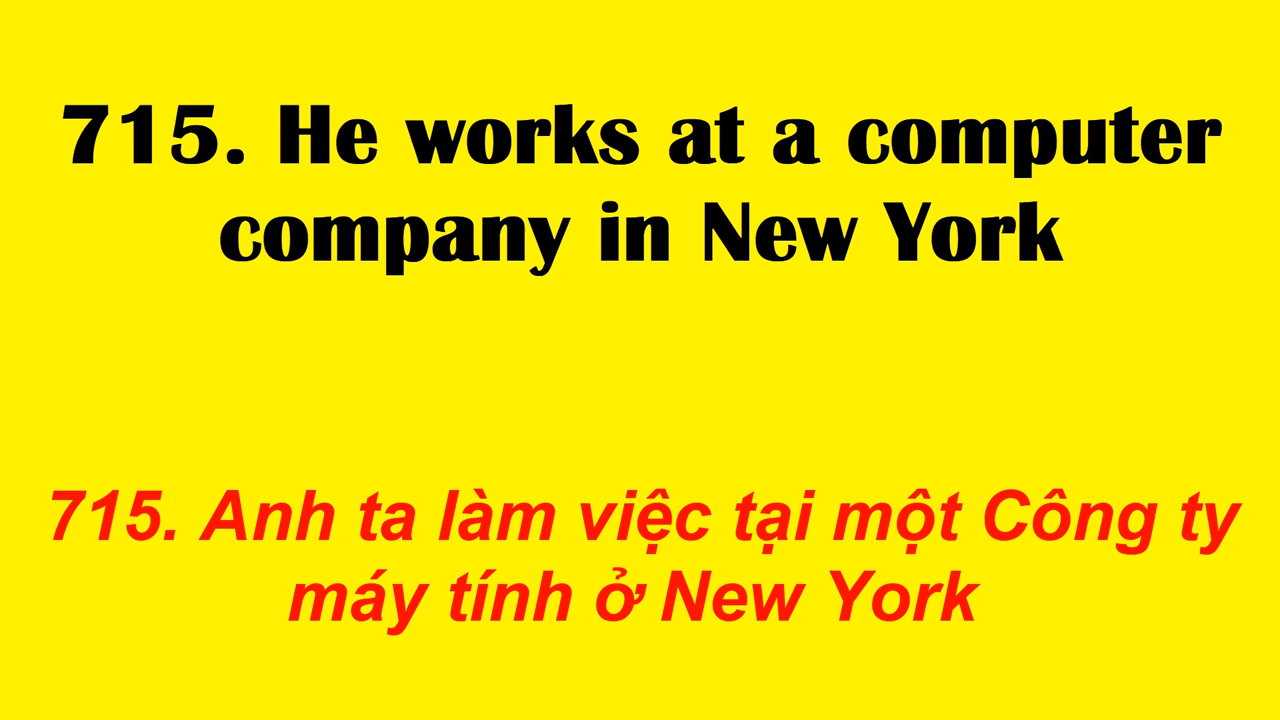 715. He works at a computer
company in New York
715. Anh ta làm việc tại một Công ty
máy tính ở New York